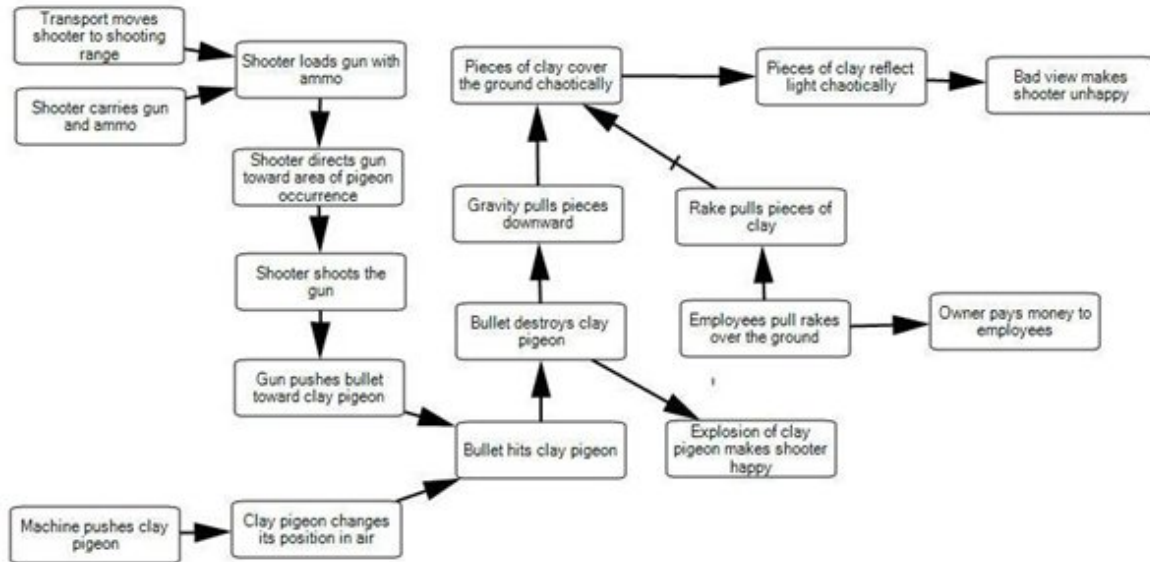 Transport moves
shooter to shooting
range
Shooter carries gun
and ammo
Shooter loads gun with
ammo
Shooter directs gun
toward area of pigeon
occurrence
Shooter shoots the
gun
Gun pushes bullet
toward clay pigeon
Machine pushes clay
pigeon
Clay pigeon changes
its position in air
Bullet hits clay pigeon
Bullet destroys clay
pigeon
Explosion of clay
pigeon makes shooter
happy
Gravity pulls pieces
downward
Pieces of clay cover
the ground chaotically
Rake pulls pieces of
clay
Employees pull rakes
over the ground
Owner pays money to
employees
Pieces of clay reflect
light chaotically
Bad view makes
shooter unhappy